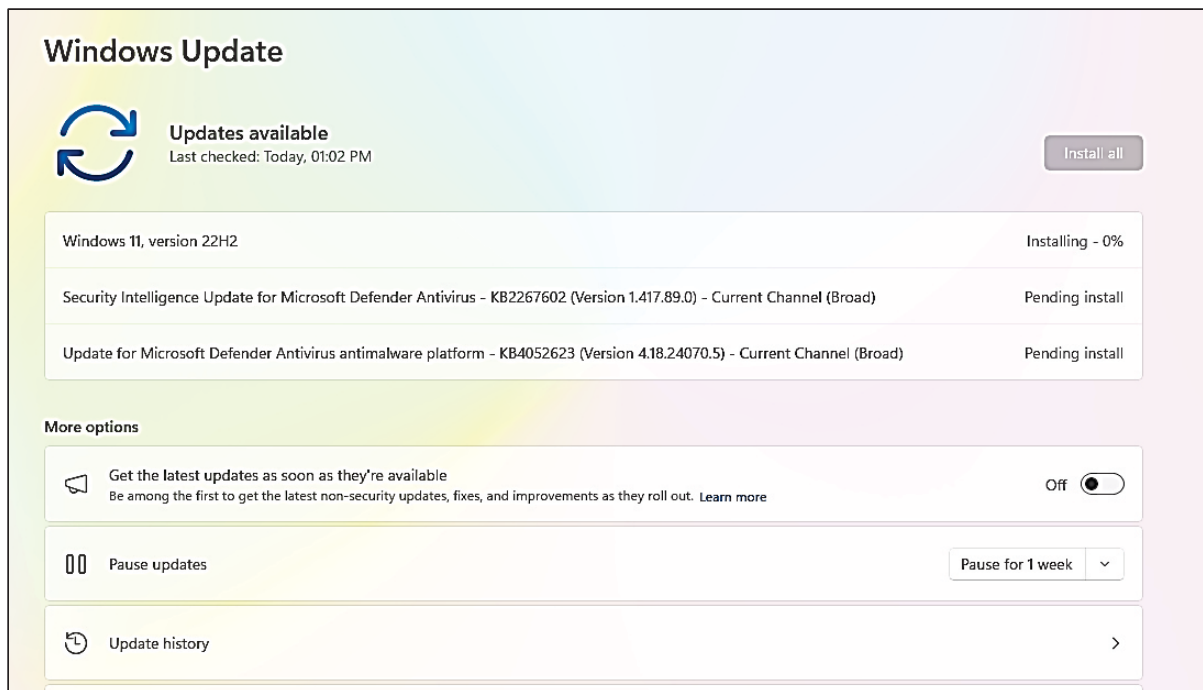 Windows Update
Updates available
Last checked: Today, 01:02 PM
Install all
Windows 11, version 22H2
Installing - 0%
Security Intelligence Update for Microsoft Defender Antivirus - KB2267602 (Version 1.417.89.0) - Current Channel (Broad)
Pending install
Update for Microsoft Defender Antivirus antimalware platform - KB4052623 (Version 4.18.24070.5) - Current Channel (Broad)
Pending install
More options
Get the latest updates as soon as they're available
Be among the first to get the latest non-security updates, fixes, and improvements as they roll out. Learn more
Off
Pause updates
Pause for 1 week
Update history